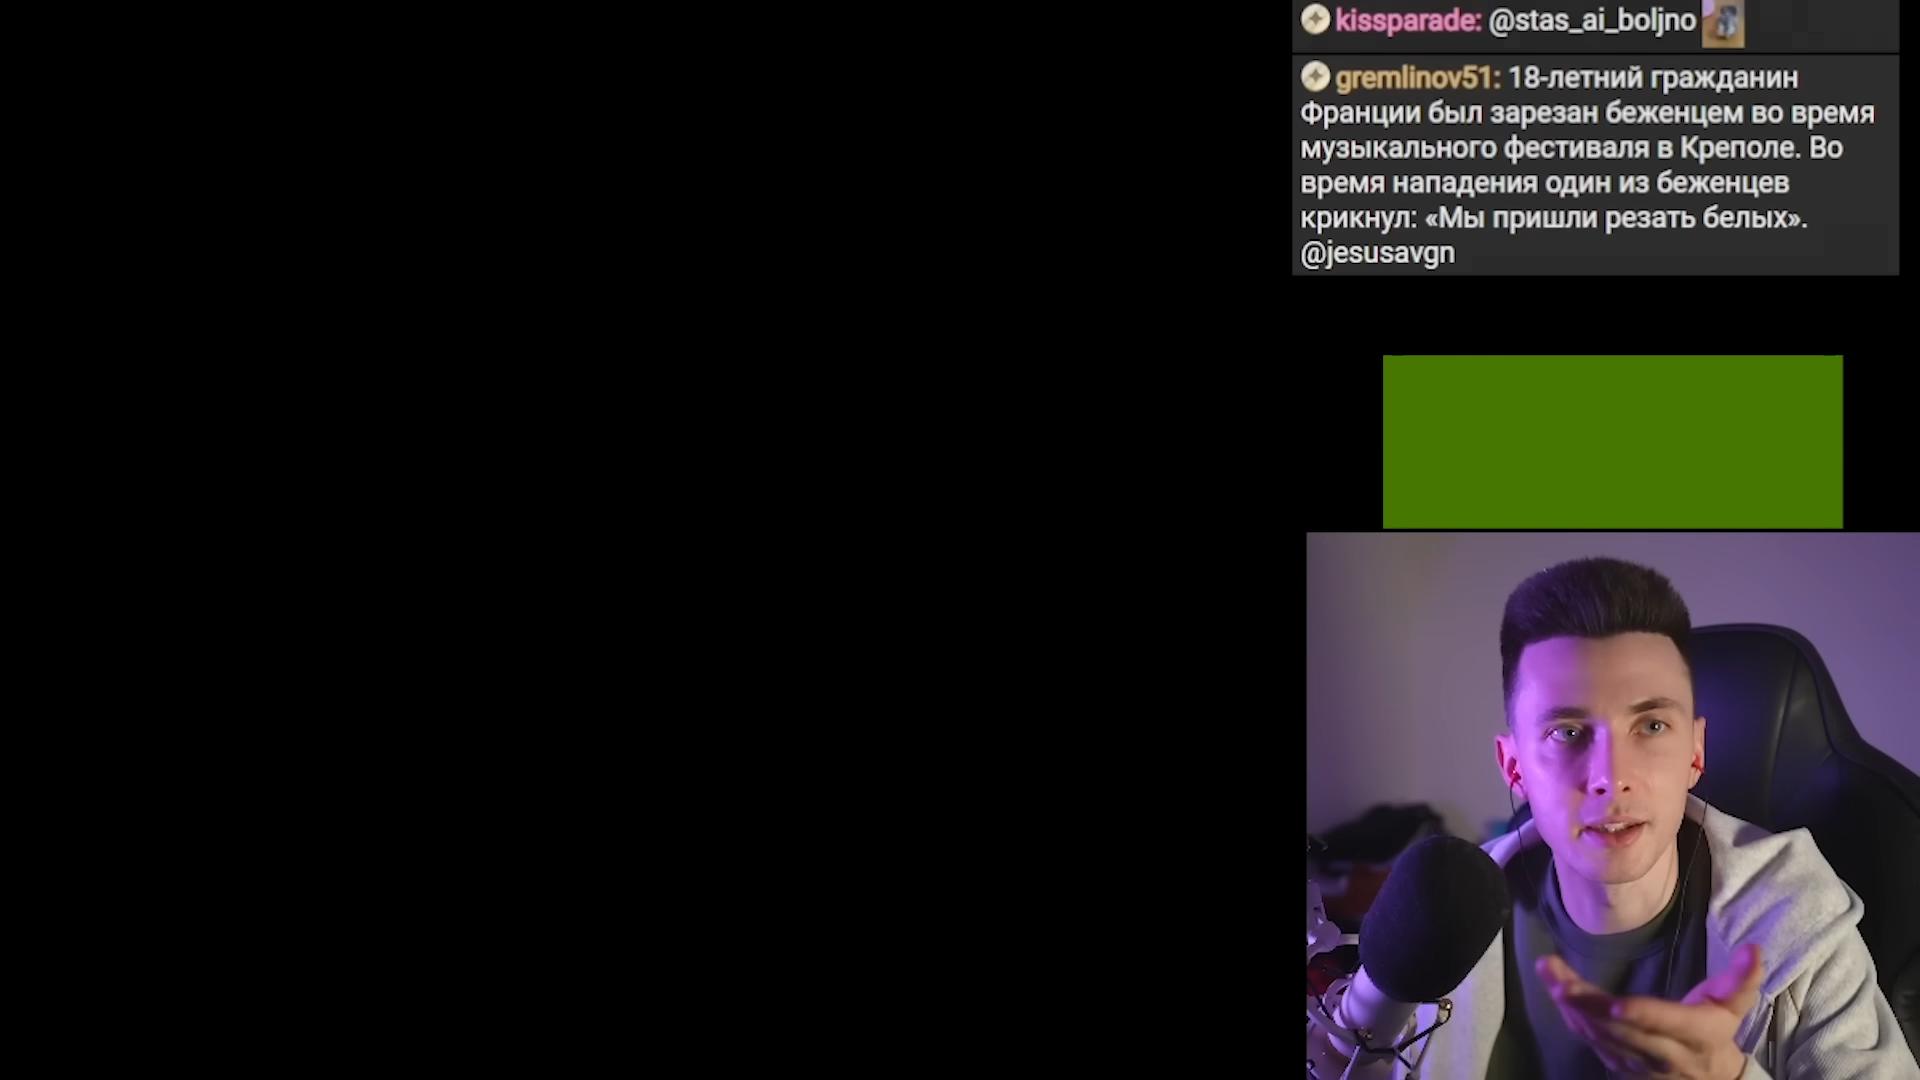 kissparade: @stas_ai_boljno
gremlinov51: 18-летний гражданин
Франции был зарезан беженцем во время
музыкального фестиваля в Креполе. Во
время нападения один из беженцев
крикнул: «Мы пришли резать белых».
@jesusavgn